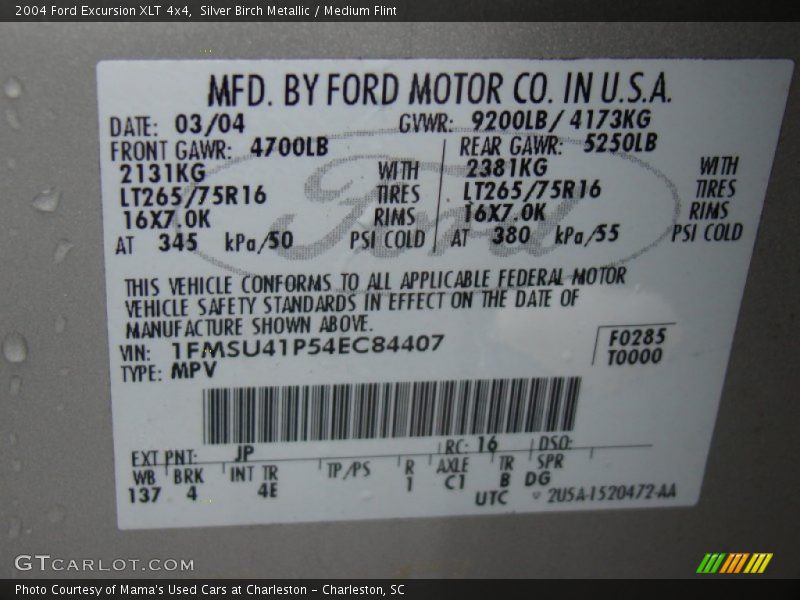 2004 Ford Excursion XLT 4x4, Silver Birch Metallic / Medium Flint
MFD. BY FORD MOTOR CO. IN U.S.A.
DATE: 03/04 GVWR: 9200LB/ 4173KG
FRONT GAWR: 4700LB REAR GAWR: 5250LB
2131KG WITH 2381KG WITH
LT265/75R16 TIRES LT265/75R16 TIRES
16X7.0K RIMS 16X7.0K RIMS
AT 345 kPa/50 PSI COLD AT 380 kPa/55 PSI COLD
Ford
THIS VEHICLE CONFORMS TO ALL APPLICABLE FEDERAL MOTOR
VEHICLE SAFETY STANDARDS IN EFFECT ON THE DATE OF
MANUFACTURE SHOWN ABOVE.
VIN: 1FMSU41P54EC84407 F0285
TYPE: MPV T0000
EXT PNT: JP RC: 16 DSO:
WB BRK INT TR TP/PS R AXLE TR SPR
137 4 4E 1 C1 B DG
UTC 2U5A-1520472-AA
GTCARLOT.COM
Photo Courtesy of Mama's Used Cars at Charleston - Charleston, SC